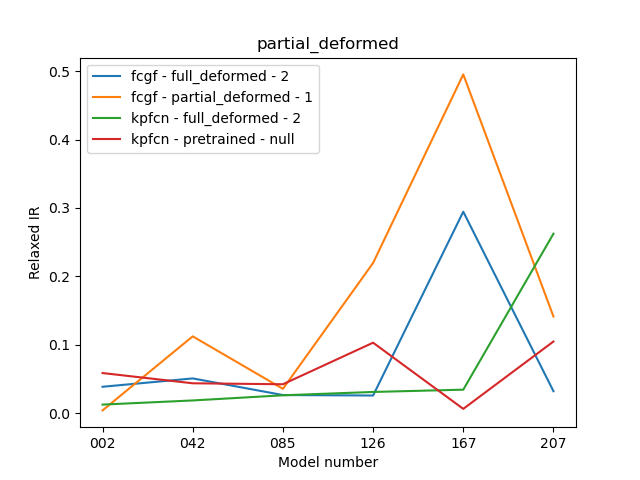 partial_deformed
fcgf - full_deformed - 2
fcgf - partial_deformed - 1
kpfcn - full_deformed - 2
kpfcn - pretrained - null
Relaxed IR
0.5
0.4
0.3
0.2
0.1
0.0
002 042 085 126 167 207
Model number